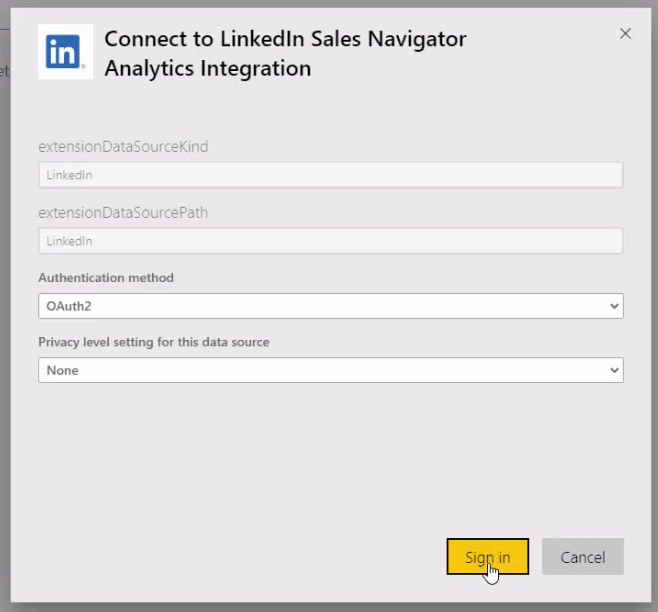 et
in
Connect to LinkedIn Sales Navigator
Analytics Integration
extensionDataSourceKind
LinkedIn
extensionDataSourcePath
LinkedIn
Authentication method
OAuth2
Privacy level setting for this data source
None
Sign in
Cancel